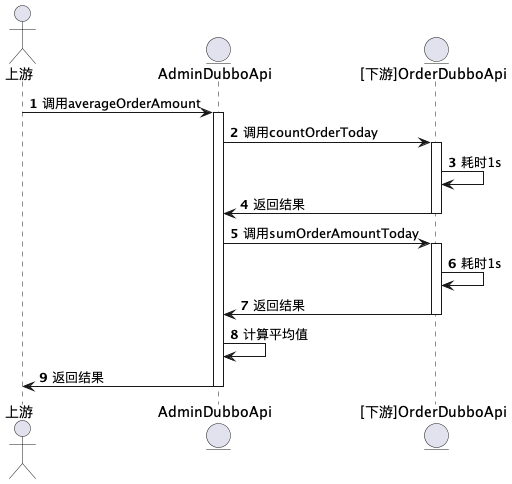 上游
AdminDubboApi
[下游]OrderDubboApi
1 调用averageOrderAmount
2 调用countOrderToday
3 耗时1s
4 返回结果
5 调用sumOrderAmountToday
6 耗时1s
7 返回结果
8 计算平均值
9 返回结果
上游
AdminDubboApi
[下游]OrderDubboApi